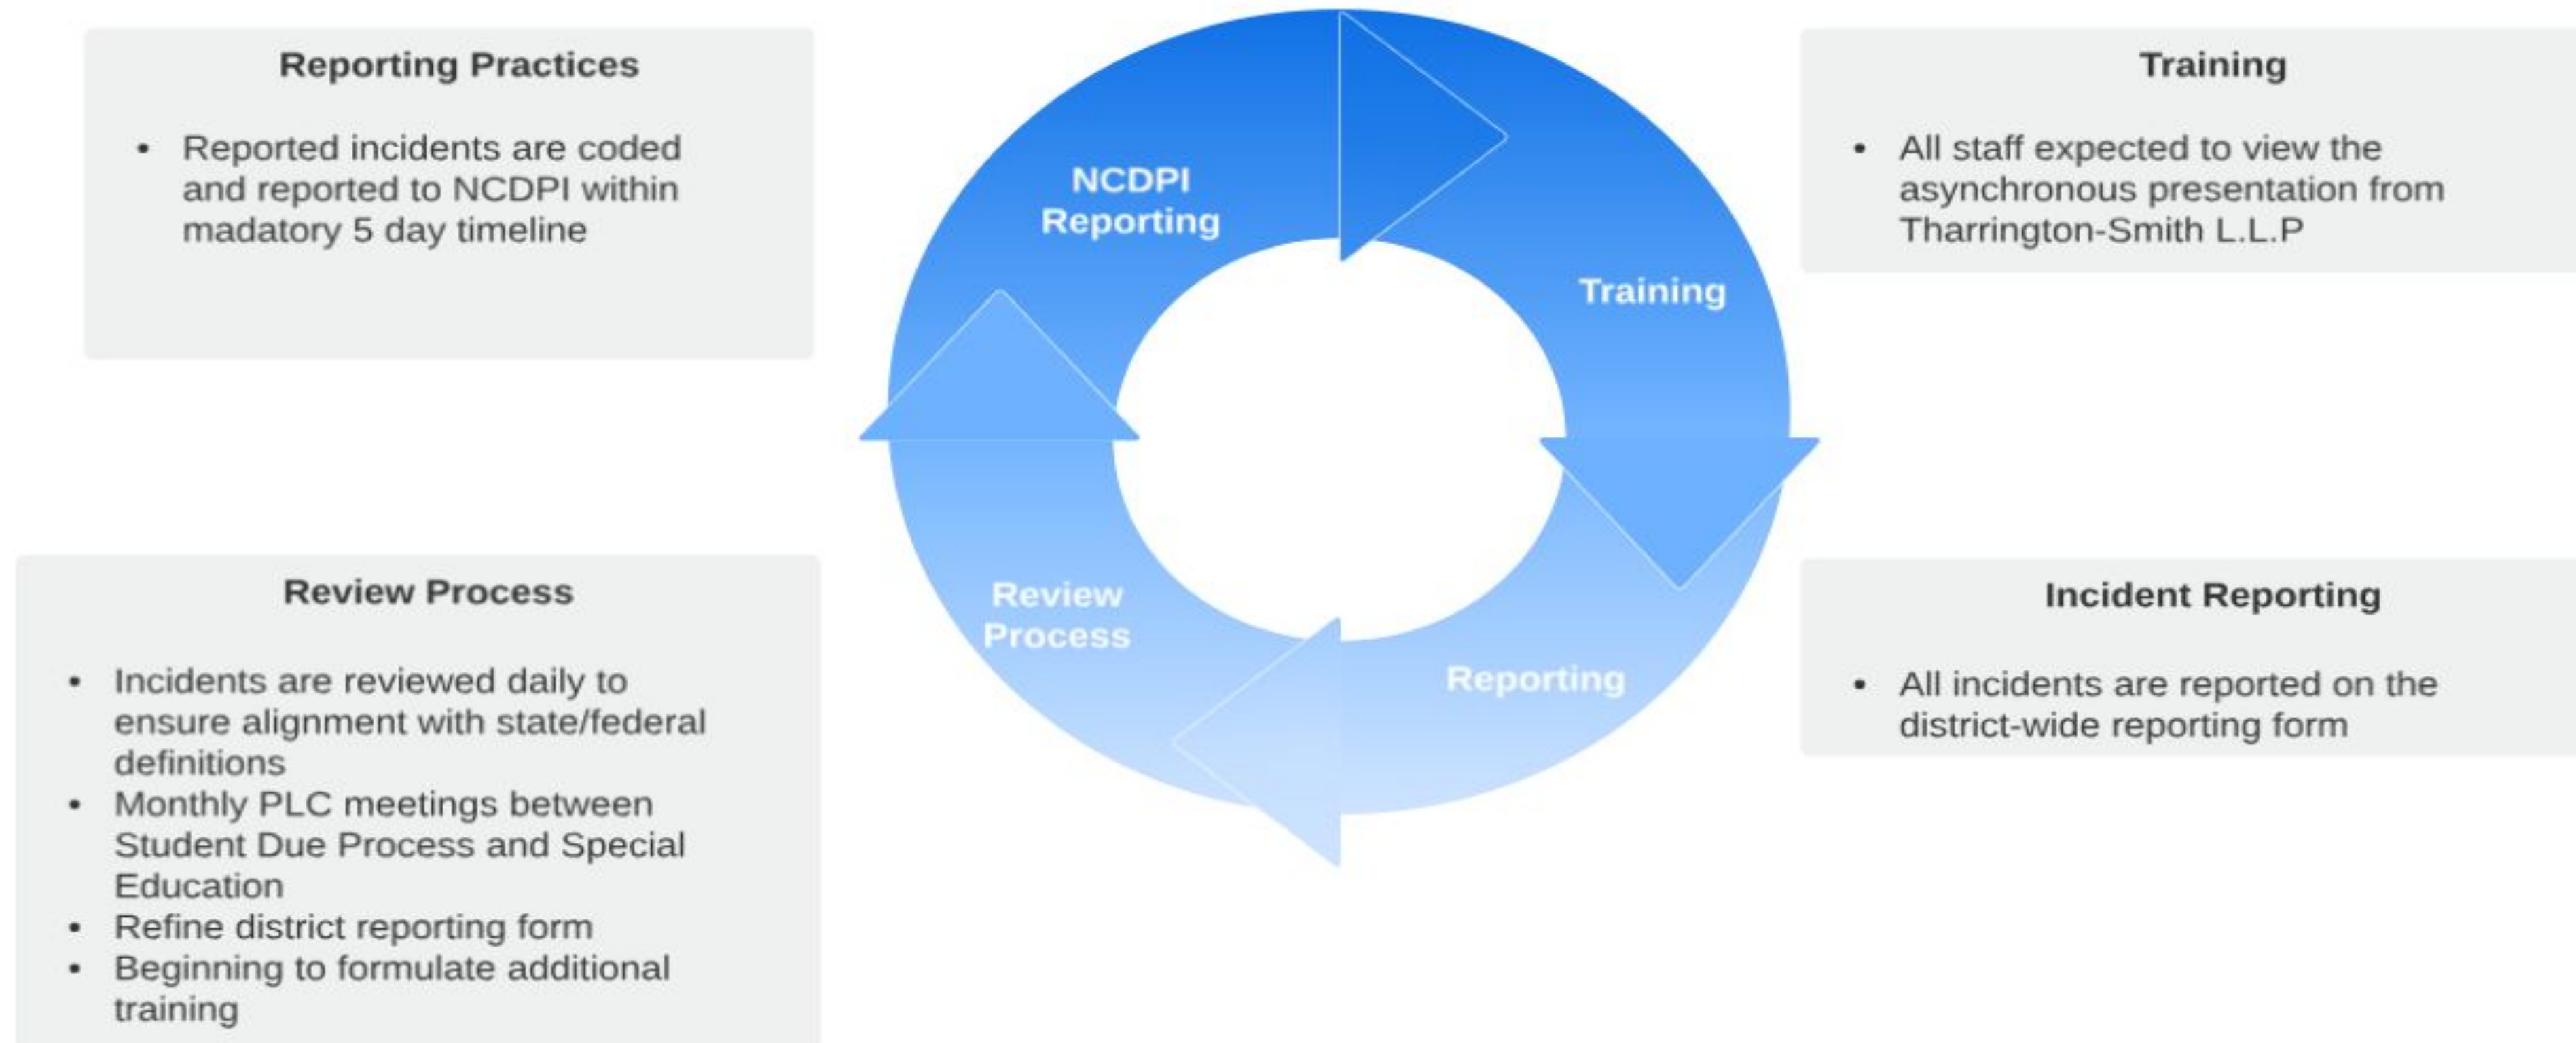 Reporting Practices
• Reported incidents are coded
and reported to NCDPI within
madatory 5 day timeline
NCDPI
Reporting
Training
Training
• All staff expected to view the
asynchronous presentation from
Tharrington-Smith L.L.P
Review Process
• Incidents are reviewed daily to
ensure alignment with state/federal
definitions
• Monthly PLC meetings between
Student Due Process and Special
Education
• Refine district reporting form
• Beginning to formulate additional
training
Review
Process
Reporting
Incident Reporting
• All incidents are reported on the
district-wide reporting form